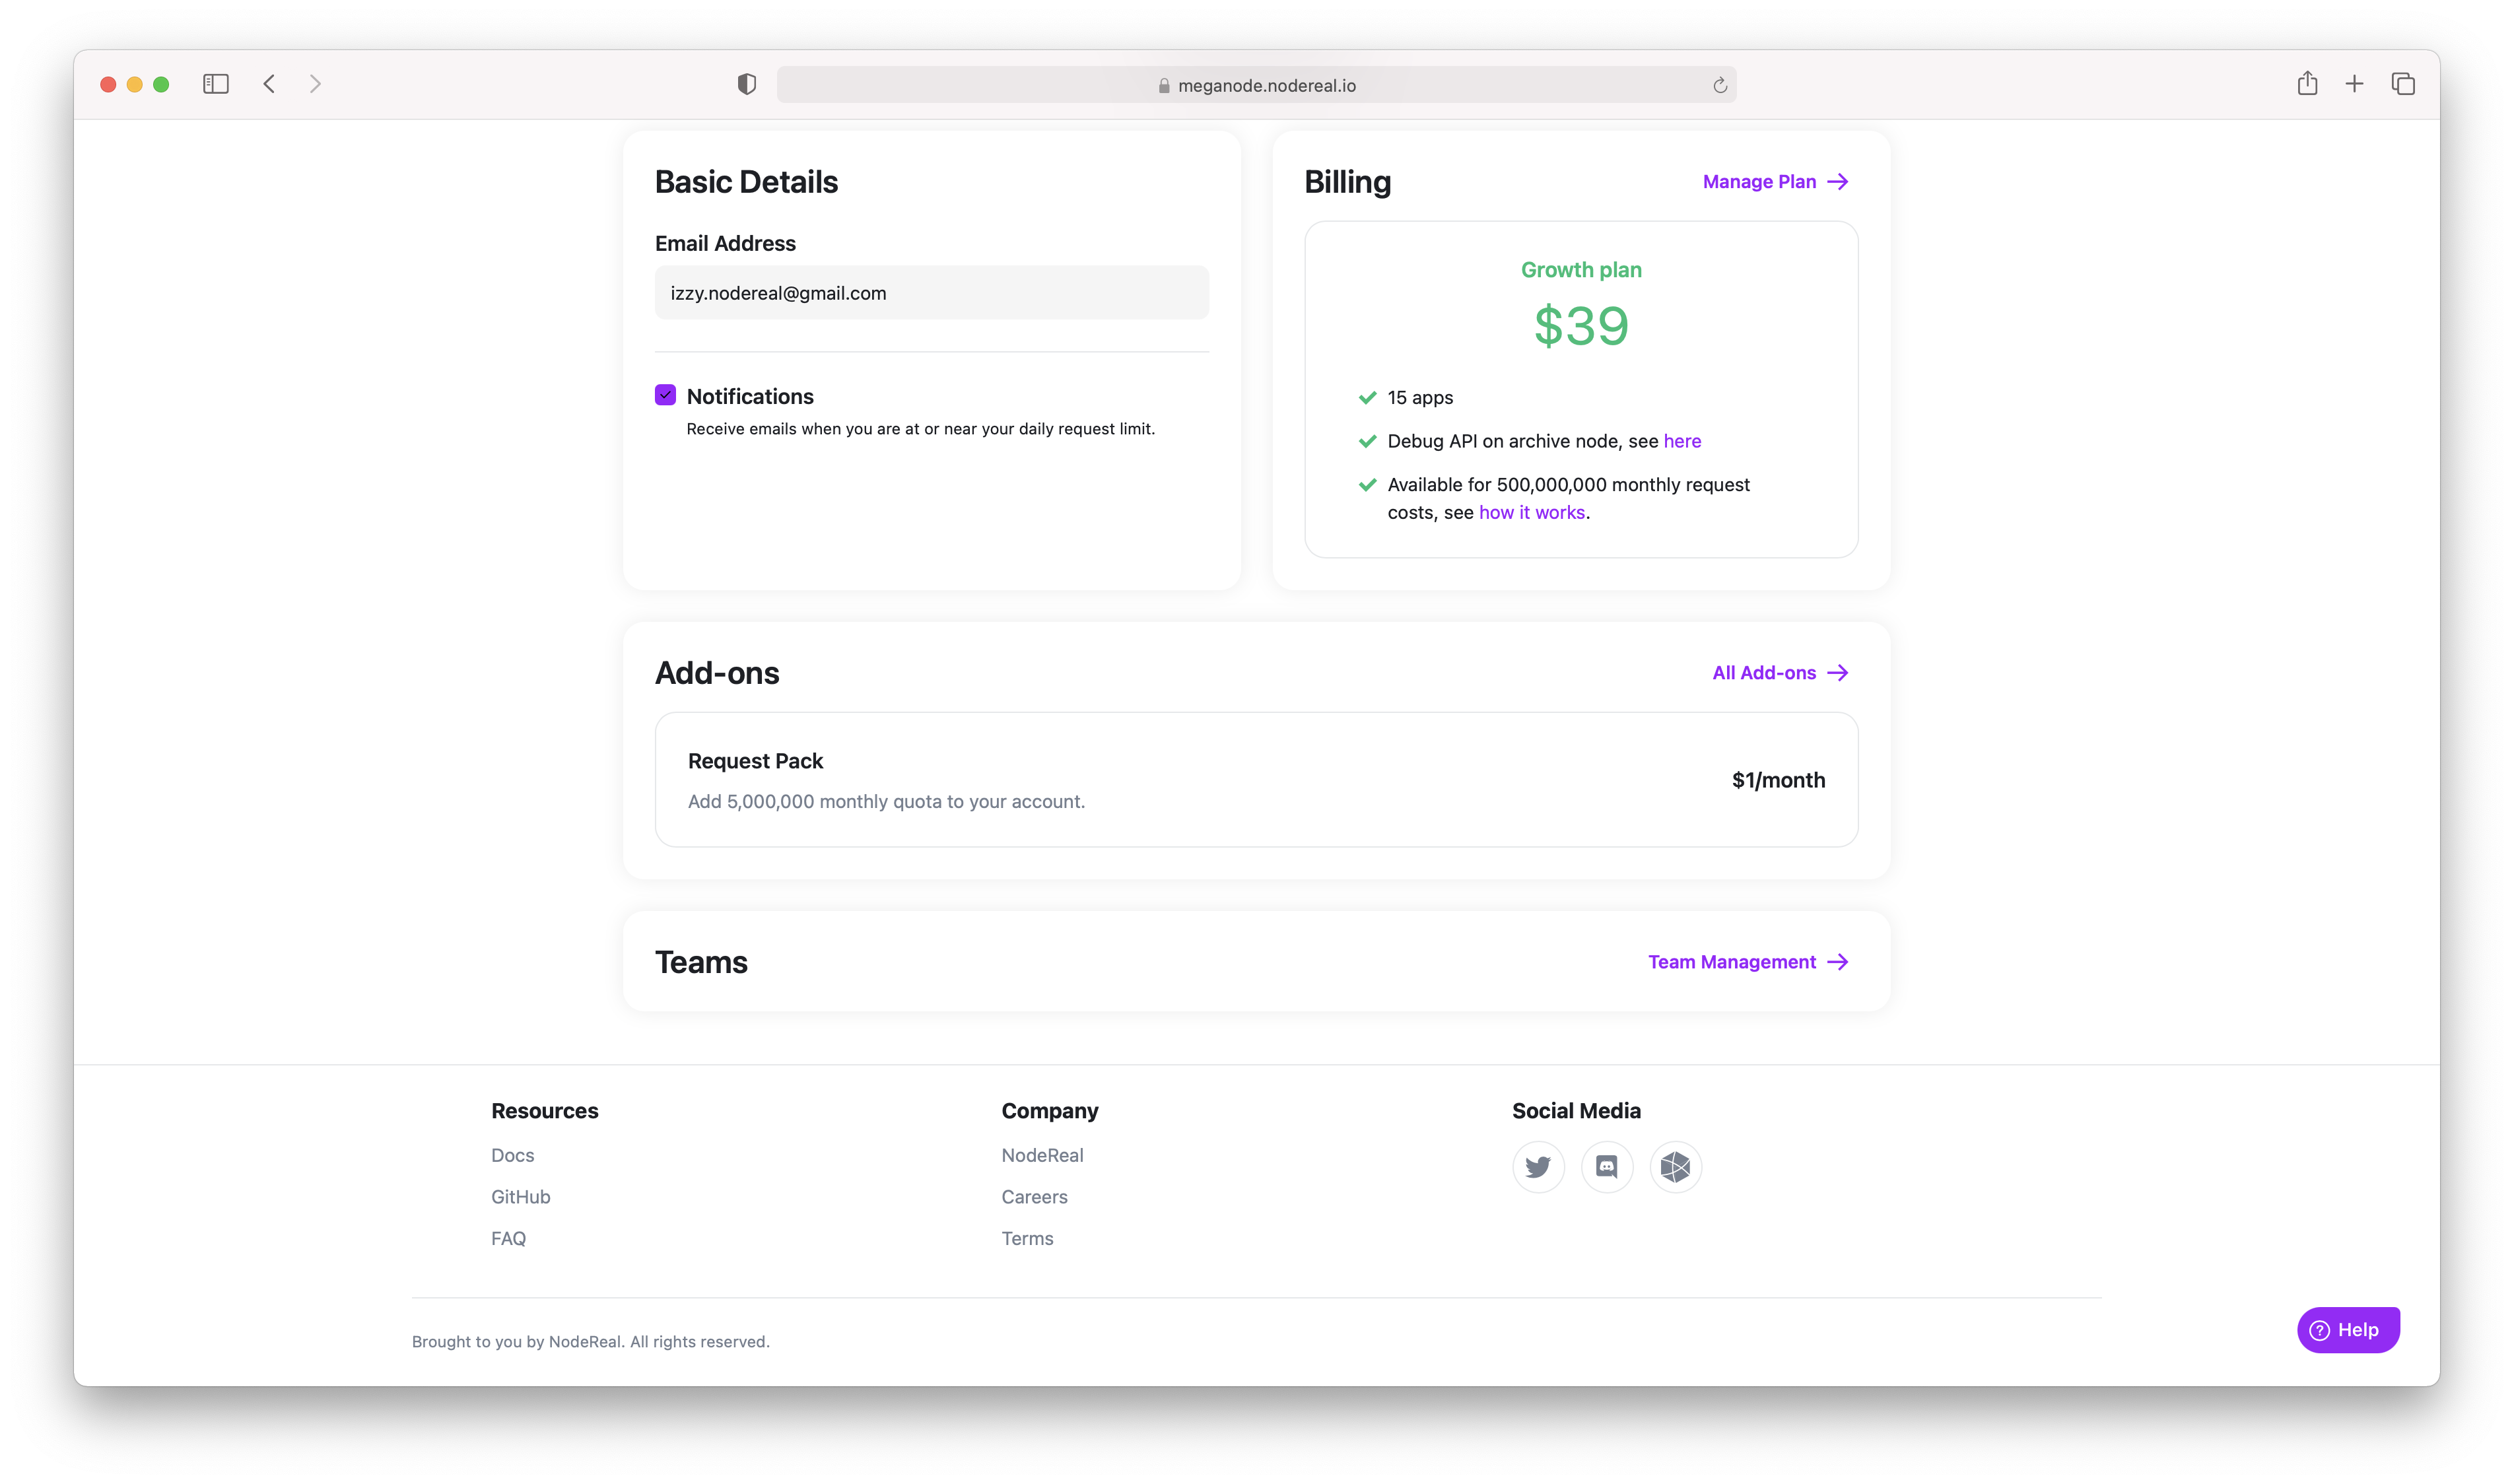 meganode.nodereal.io
Basic Details
Email Address
izzy.nodereal@gmail.com
Notifications
Receive emails when you are at or near your daily request limit.
Billing
Manage Plan
Growth plan
$39
15 apps
Debug API on archive node, see here
Available for 500,000,000 monthly request
costs, see how it works.
Add-ons
All Add-ons
Request Pack
Add 5,000,000 monthly quota to your account.
$1/month
Teams
Team Management
Resources
Docs
GitHub
FAQ
Company
NodeReal
Careers
Terms
Social Media
Brought to you by NodeReal. All rights reserved.
Help